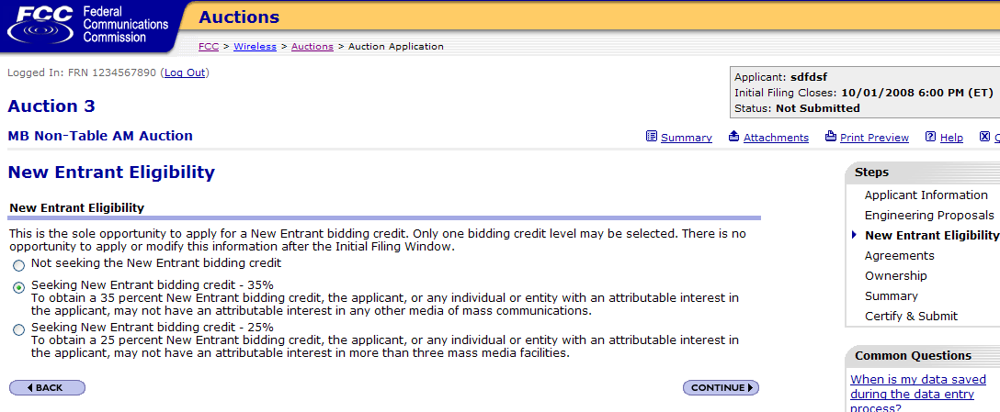 FCC
Federal
Communications
Commission
Auctions
FCC > Wireless > Auctions > Auction Application
Logged In: FRN 1234567890 (Log Out)
Applicant: sdfdsf
Initial Filing Closes: 10/01/2008 6:00 PM (ET)
Status: Not Submitted
Auction 3
MB Non-Table AM Auction
Summary Attachments Print Preview ? Help
New Entrant Eligibility
New Entrant Eligibility
This is the sole opportunity to apply for a New Entrant bidding credit. Only one bidding credit level may be selected. There is no
opportunity to apply or modify this information after the Initial Filing Window.
Not seeking the New Entrant bidding credit
Seeking New Entrant bidding credit - 35%
To obtain a 35 percent New Entrant bidding credit, the applicant, or any individual or entity with an attributable interest in
the applicant, may not have an attributable interest in any other media of mass communications.
Seeking New Entrant bidding credit - 25%
To obtain a 25 percent New Entrant bidding credit, the applicant, or any individual or entity with an attributable interest in
the applicant, may not have an attributable interest in more than three mass media facilities.
BACK
CONTINUE
Steps
Applicant Information
Engineering Proposals
New Entrant Eligibility
Agreements
Ownership
Summary
Certify & Submit
Common Questions
When is my data saved
during the data entry
process?